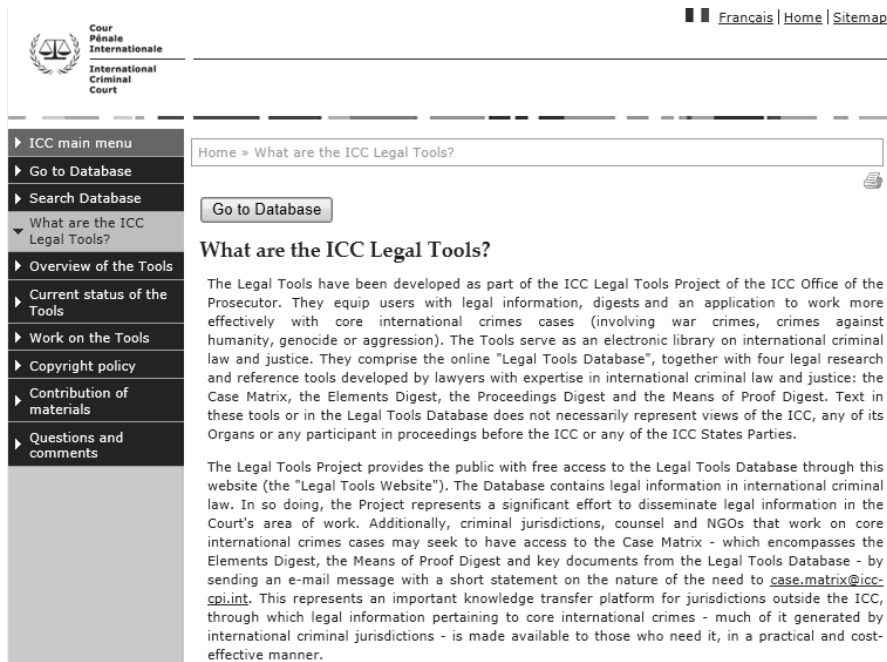 Cour
Pénale
Internationale
International
Criminal
Court
Francais | Home | Sitemap
ICC main menu
Go to Database
Search Database
What are the ICC
Legal Tools?
Overview of the Tools
Current status of the
Tools
Work on the Tools
Copyright policy
Contribution of
materials
Questions and
comments
Home » What are the ICC Legal Tools?
Go to Database
What are the ICC Legal Tools?
The Legal Tools have been developed as part of the ICC Legal Tools Project of the ICC Office of the
Prosecutor. They equip users with legal information, digests and an application to work more
effectively with core international crimes cases (involving war crimes, crimes against
humanity, genocide or aggression). The Tools serve as an electronic library on international criminal
law and justice. They comprise the online "Legal Tools Database", together with four legal research
and reference tools developed by lawyers with expertise in international criminal law and justice: the
Case Matrix, the Elements Digest, the Proceedings Digest and the Means of Proof Digest. Text in
these tools or in the Legal Tools Database does not necessarily represent views of the ICC, any of its
Organs or any participant in proceedings before the ICC or any of the ICC States Parties.
The Legal Tools Project provides the public with free access to the Legal Tools Database through this
website (the "Legal Tools Website"). The Database contains legal information in international criminal
law. In so doing, the Project represents a significant effort to disseminate legal information in the
Court's area of work. Additionally, criminal jurisdictions, counsel and NGOs that work on core
international crimes cases may seek to have access to the Case Matrix - which encompasses the
Elements Digest, the Means of Proof Digest and key documents from the Legal Tools Database - by
sending an e-mail message with a short statement on the nature of the need to case.matrix@icc-
cpi.int. This represents an important knowledge transfer platform for jurisdictions outside the ICC,
through which legal information pertaining to core international crimes - much of it generated by
international criminal jurisdictions - is made available to those who need it, in a practical and cost-
effective manner.